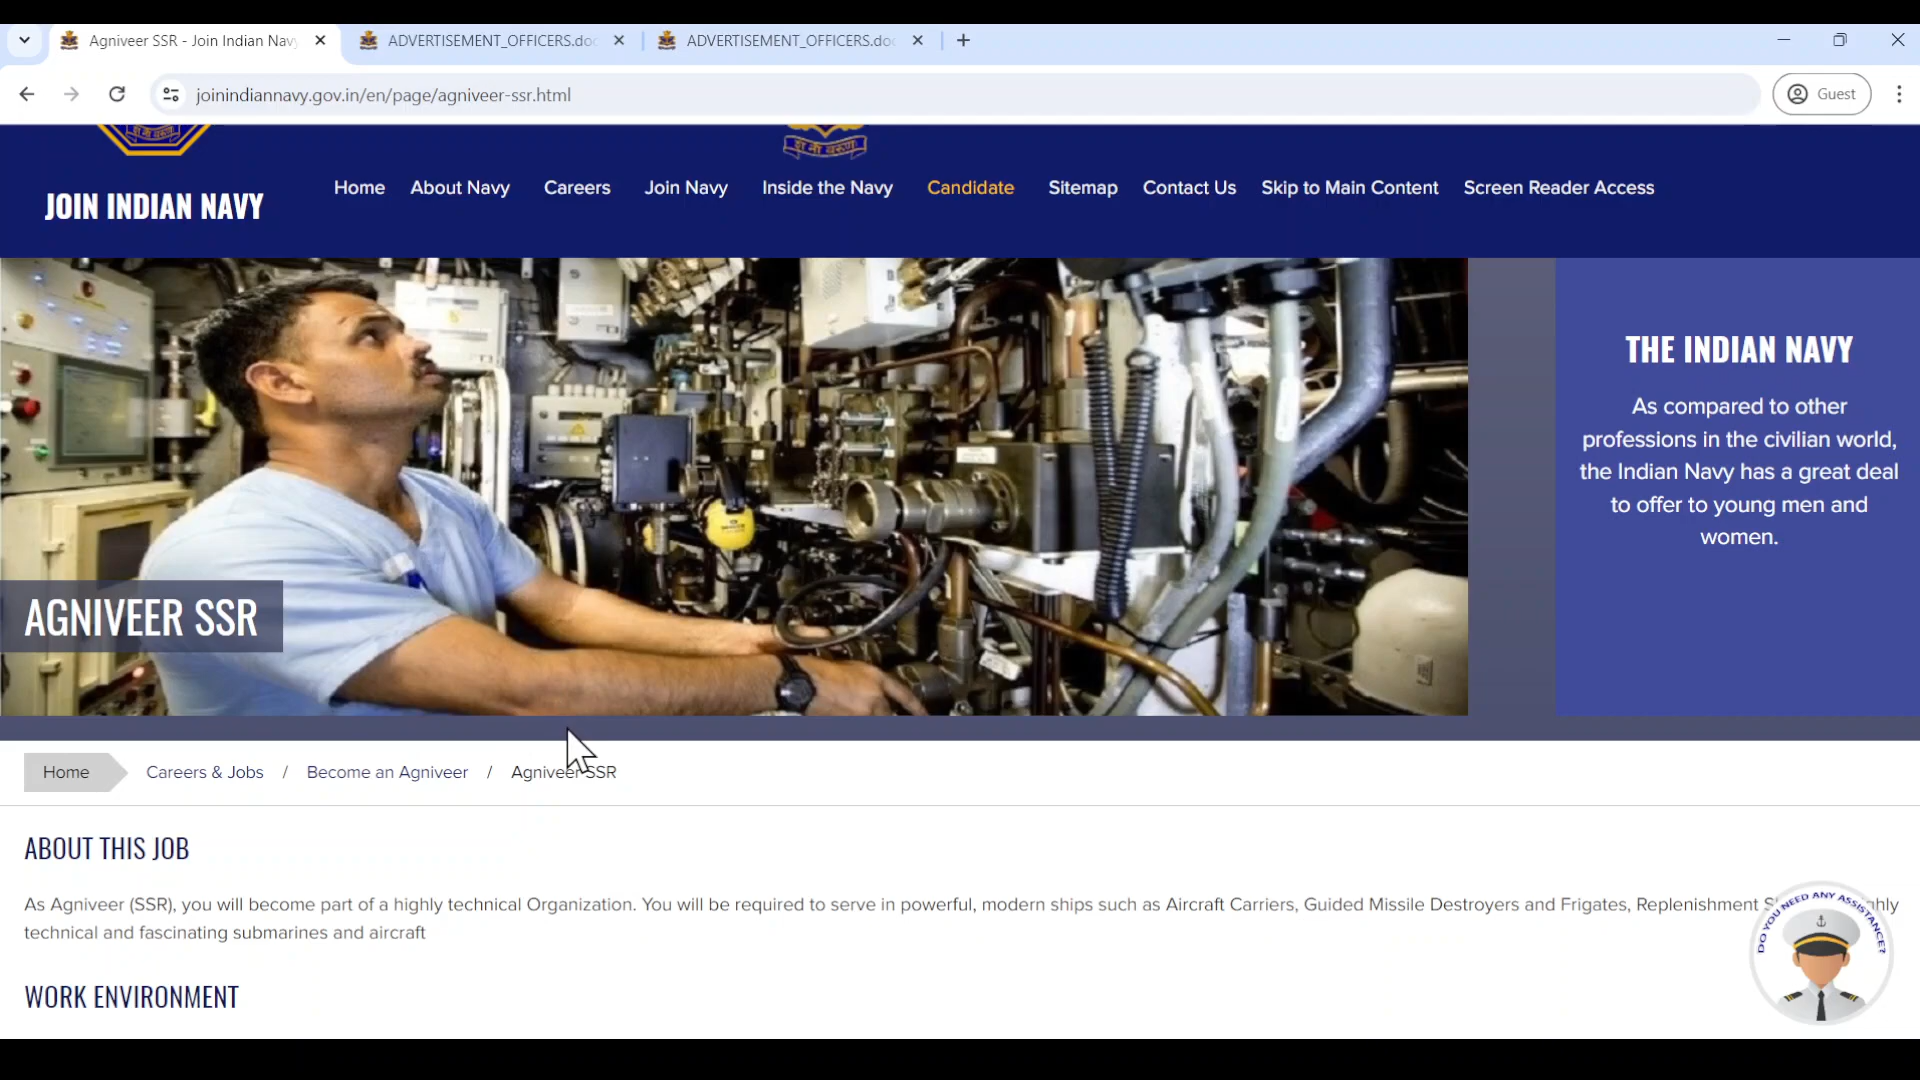 Agniveer SSR - Join Indian Nav
ADVERTISEMENT_OFFICERS.doc
ADVERTISEMENT_OFFICERS.doc
joinindiannavy.gov.in/en/page/agniveer-ssr.html
Guest
शं नो वरुणः
JOIN INDIAN NAVY
Home
About Navy
Careers
Join Navy
Inside the Navy
Candidate
Sitemap
Contact Us
Skip to Main Content
Screen Reader Access
THE INDIAN NAVY
As compared to other
professions in the civilian world,
the Indian Navy has a great deal
to offer to young men and
women.
AGNIVEER SSR
Home
Careers & Jobs / Become an Agniveer / Agniveer SSR
ABOUT THIS JOB
As Agniveer (SSR), you will become part of a highly technical Organization. You will be required to serve in powerful, modern ships such as Aircraft Carriers, Guided Missile Destroyers and Frigates, Replenishment
technical and fascinating submarines and aircraft
DO YOU NEED ANY ASSISTANCE?
WORK ENVIRONMENT